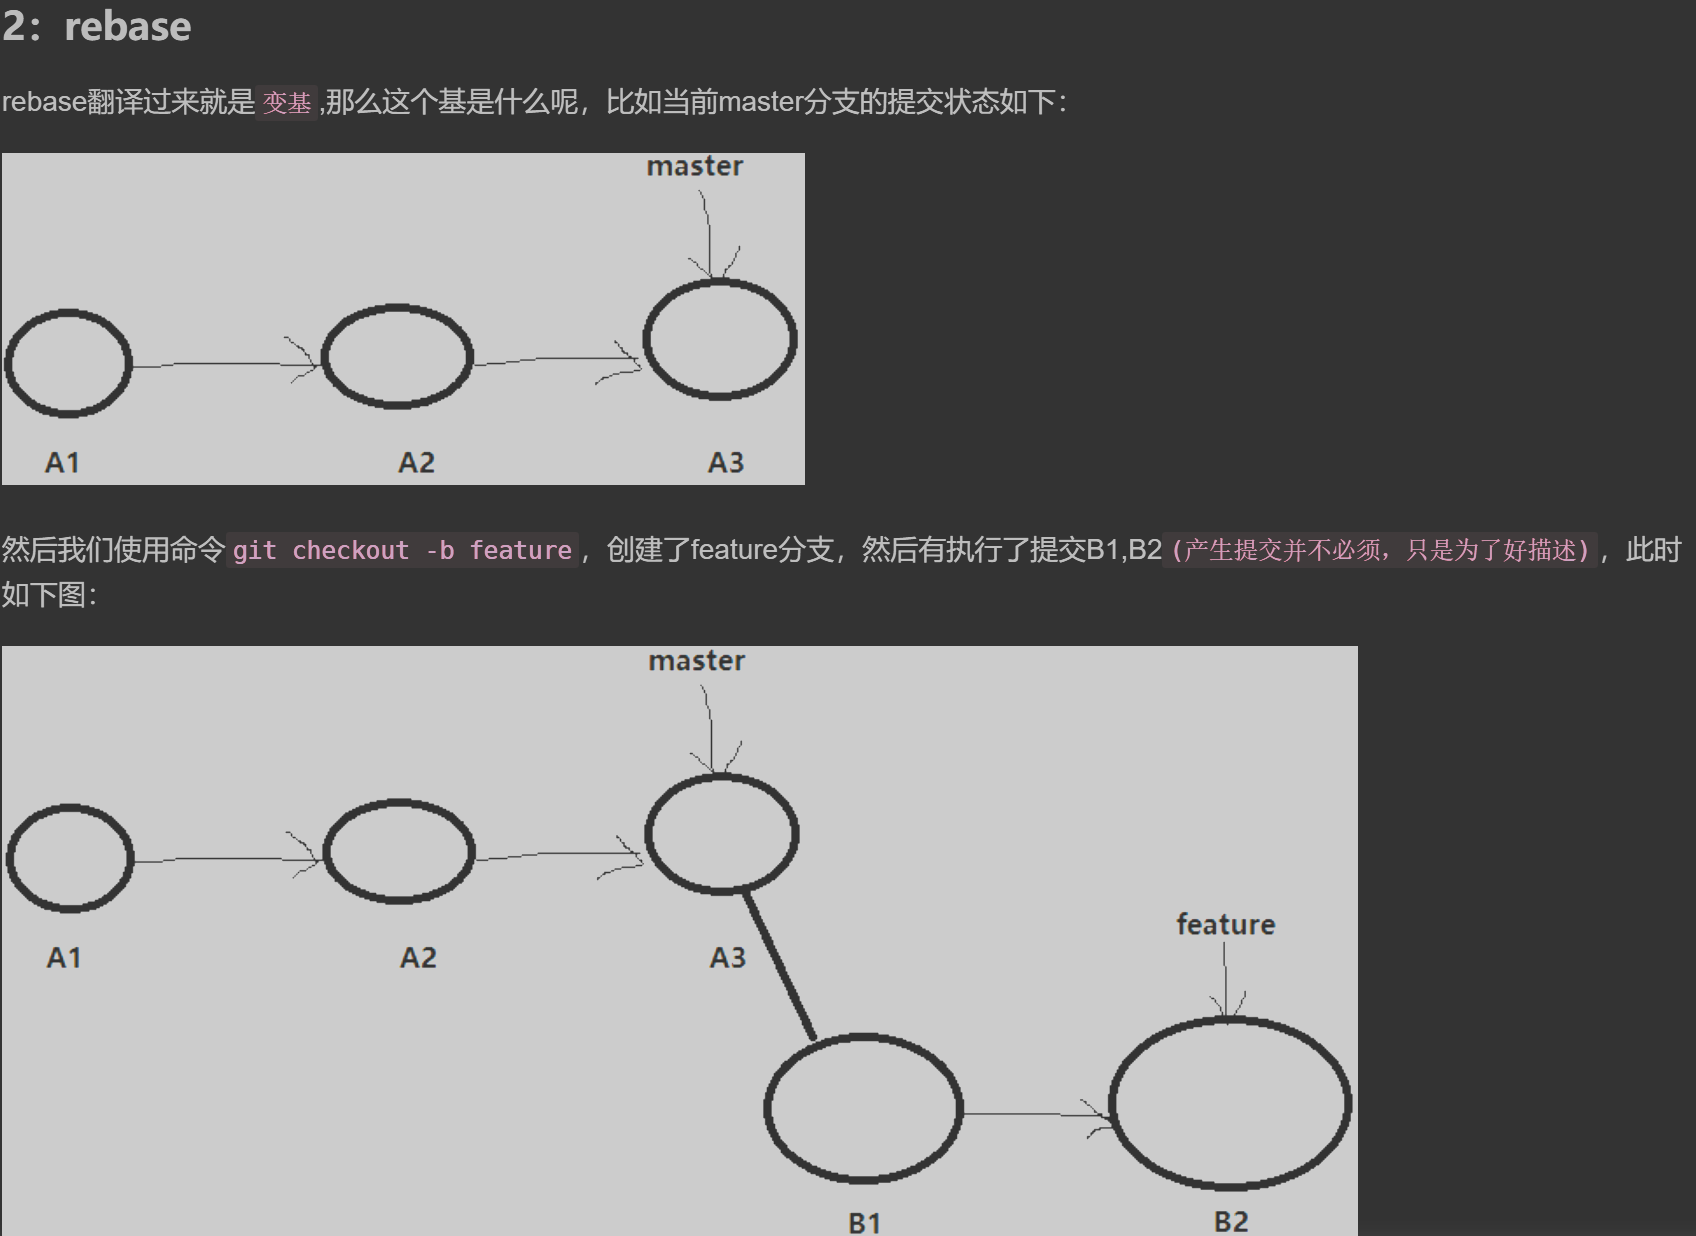 2：rebase
rebase翻译过来就是变基,那么这个基是什么呢，比如当前master分支的提交状态如下：
master
A1 A2 A3
然后我们使用命令git checkout -b feature，创建了feature分支，然后有执行了提交B1,B2(产生提交并不必须，只是为了好描述)，此时
如下图：
master
feature
A1 A2 A3
B1 B2